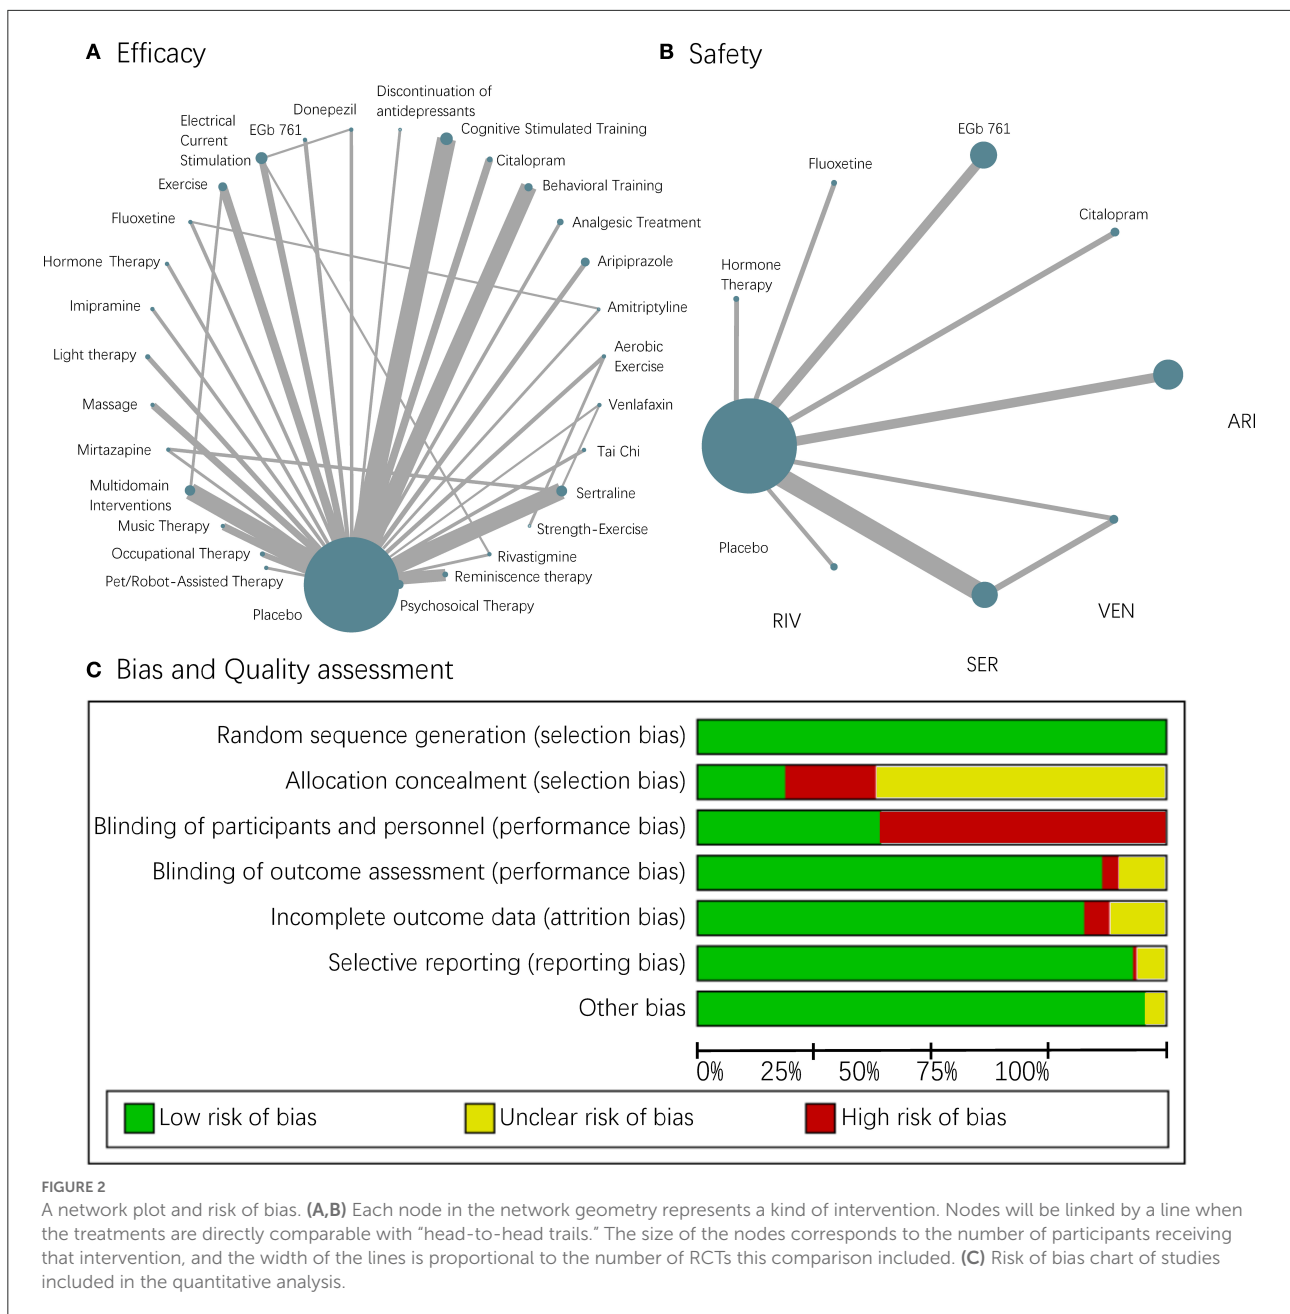 A Efficacy
Discontinuation of
antidepressants
Donepezil
Electrical
Current
Stimulation
EGb 761
Cognitive Stimulated Training
Citalopram
Exercise
Behavioral Training
Fluoxetine
Analgesic Treatment
Hormone Therapy
Aripiprazole
Imipramine
Amitriptyline
Light therapy
Aerobic
Exercise
Massage
Venlafaxin
Mirtazapine
Tai Chi
Multidomain
Interventions
Sertraline
Music Therapy
Strength-Exercise
Occupational Therapy
Rivastigmine
Pet/Robot-Assisted Therapy
Reminiscence therapy
Placebo
Psychosoical Therapy
B Safety
EGb 761
Fluoxetine
Citalopram
Hormone
Therapy
ARI
Placebo
RIV
VEN
SER
C Bias and Quality assessment
Random sequence generation (selection bias)
Allocation concealment (selection bias)
Blinding of participants and personnel (performance bias)
Blinding of outcome assessment (performance bias)
Incomplete outcome data (attrition bias)
Selective reporting (reporting bias)
Other bias
0% 25% 50% 75% 100%
Low risk of bias Unclear risk of bias High risk of bias
FIGURE 2
A network plot and risk of bias. (A,B) Each node in the network geometry represents a kind of intervention. Nodes will be linked by a line when
the treatments are directly comparable with “head-to-head trails.” The size of the nodes corresponds to the number of participants receiving
that intervention, and the width of the lines is proportional to the number of RCTs this comparison included. (C) Risk of bias chart of studies
included in the quantitative analysis.